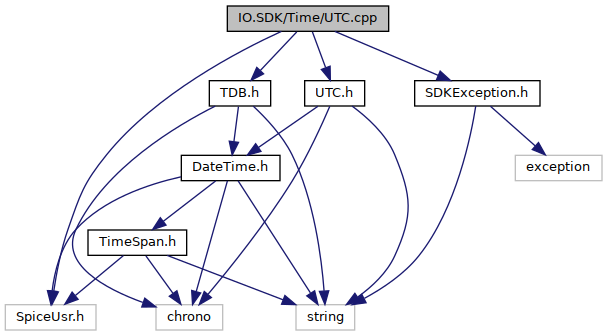 IO.SDK/Time/UTC.cpp
TDB.h
UTC.h
SDKException.h
DateTime.h
exception
TimeSpan.h
SpiceUsr.h
chrono
string